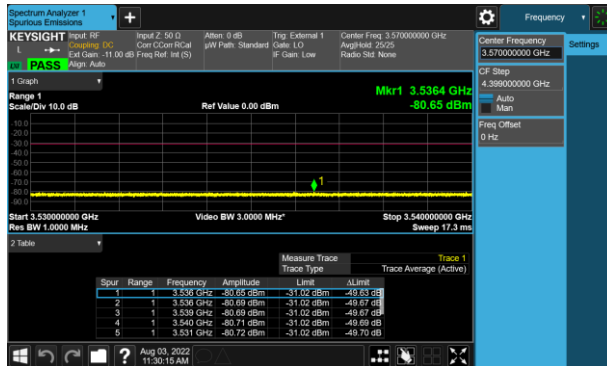 Spectrum Analyzer 1
Spurious Emissions
Frequency
KEYSIGHT Input: RF Input Z: 50 Ω Atten: 0 dB Trig: External 1 Center Freq: 3.570000000 GHz
L Coupling: DC Corr CCorr RCal µW Path: Standard Gate: LO Avg|Hold: 25/25
Ext Gain: -11.00 dB Freq Ref: Int (S) IF Gain: Low Radio Std: None
PASS Align: Auto
Center Frequency
3.570000000 GHz
Settings
CF Step
4.399000000 GHz
Auto
Man
Freq Offset
0 Hz
1 Graph
Range 1
Mkr1 3.5364 GHz
Scale/Div 10.0 dB Ref Value 0.00 dBm -80.65 dBm
-10.0
-20.0
-30.0
-40.0
-50.0
-60.0
-70.0
-80.0
-90.0
1
Start 3.530000000 GHz Video BW 3.0000 MHz* Stop 3.540000000 GHz
Res BW 1.0000 MHz Sweep 17.3 ms
2 Table
Measure Trace Trace 1
Trace Type Trace Average (Active)
Spur Range Frequency Amplitude Limit ΔLimit
1 1 3.536 GHz -80.65 dBm -31.02 dBm -49.63 dB
2 1 3.536 GHz -80.69 dBm -31.02 dBm -49.67 dB
3 1 3.539 GHz -80.69 dBm -31.02 dBm -49.67 dB
4 1 3.540 GHz -80.71 dBm -31.02 dBm -49.69 dB
5 1 3.531 GHz -80.72 dBm -31.02 dBm -49.70 dB
? Aug 03, 2022
11:30:15 AM